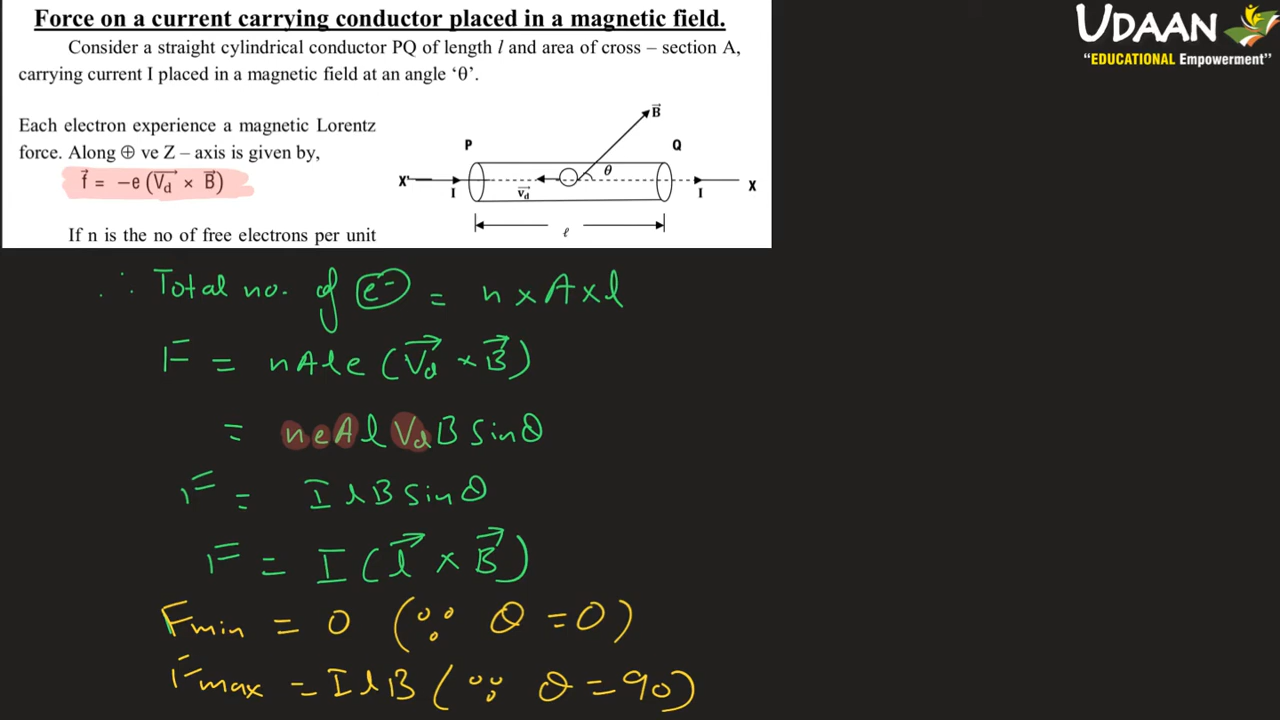 Force on a current carrying conductor placed in a magnetic field.
Consider a straight cylindrical conductor PQ of length l and area of cross – section A,
carrying current I placed in a magnetic field at an angle ‘θ’.
Each electron experience a magnetic Lorentz
force. Along ⊕ ve Z – axis is given by,
f⃗ = −e (V⃗d × B⃗)
If n is the no of free electrons per unit
B⃗
P
Q
θ
X'
I
v⃗d
I
X
ℓ
UDAAN
“EDUCATIONAL Empowerment”
∴ Total no. of e⁻ = n × A × l
F = nAle (V⃗d × B⃗)
= neAl Vd B sinθ
F = I l B sinθ
F = I (l⃗ × B⃗)
Fmin = 0 (∵ θ = 0)
Fmax = I l B (∵ θ = 90)